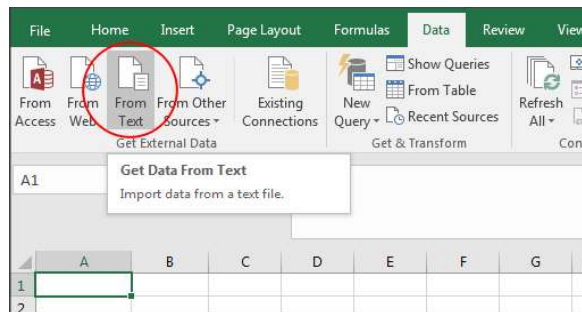 File Home Insert Page Layout Formulas Data Review View
Show Queries
From Table
Recent Sources
From Access
From Web
From Text
From Other Sources
Existing Connections
New Query
Refresh All
Get External Data
Get & Transform
Con
Get Data From Text
Import data from a text file.
A1
A B C D E F G
1
2